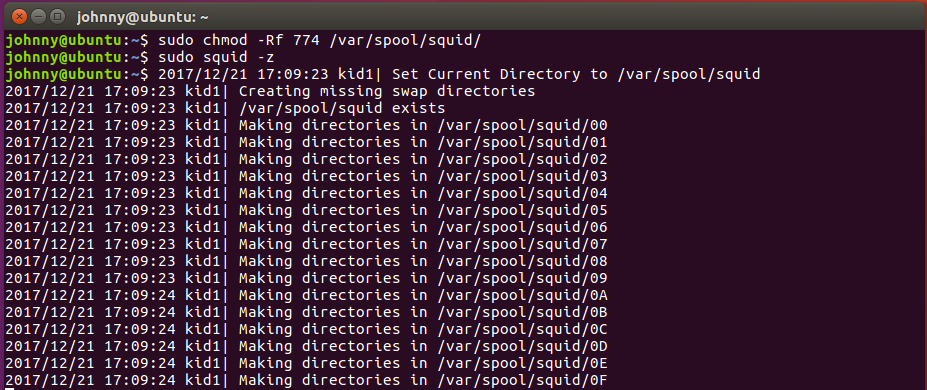 johnny@ubuntu: ~
johnny@ubuntu:~$ sudo chmod -Rf 774 /var/spool/squid/
johnny@ubuntu:~$ sudo squid -z
johnny@ubuntu:~$ 2017/12/21 17:09:23 kid1| Set Current Directory to /var/spool/squid
2017/12/21 17:09:23 kid1| Creating missing swap directories
2017/12/21 17:09:23 kid1| /var/spool/squid exists
2017/12/21 17:09:23 kid1| Making directories in /var/spool/squid/00
2017/12/21 17:09:23 kid1| Making directories in /var/spool/squid/01
2017/12/21 17:09:23 kid1| Making directories in /var/spool/squid/02
2017/12/21 17:09:23 kid1| Making directories in /var/spool/squid/03
2017/12/21 17:09:23 kid1| Making directories in /var/spool/squid/04
2017/12/21 17:09:23 kid1| Making directories in /var/spool/squid/05
2017/12/21 17:09:23 kid1| Making directories in /var/spool/squid/06
2017/12/21 17:09:23 kid1| Making directories in /var/spool/squid/07
2017/12/21 17:09:23 kid1| Making directories in /var/spool/squid/08
2017/12/21 17:09:23 kid1| Making directories in /var/spool/squid/09
2017/12/21 17:09:24 kid1| Making directories in /var/spool/squid/0A
2017/12/21 17:09:24 kid1| Making directories in /var/spool/squid/0B
2017/12/21 17:09:24 kid1| Making directories in /var/spool/squid/0C
2017/12/21 17:09:24 kid1| Making directories in /var/spool/squid/0D
2017/12/21 17:09:24 kid1| Making directories in /var/spool/squid/0E
2017/12/21 17:09:24 kid1| Making directories in /var/spool/squid/0F